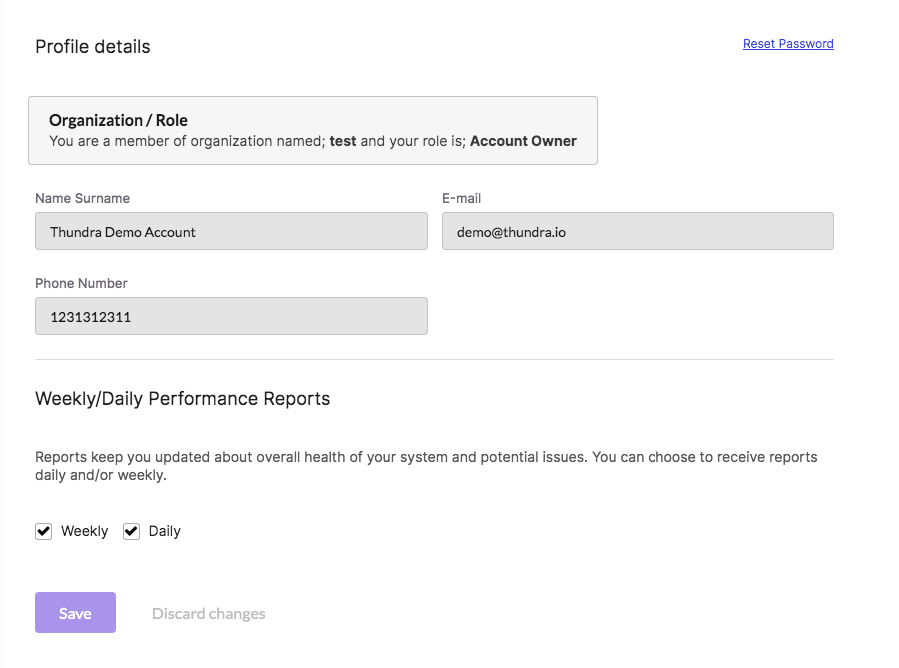 Profile details
Reset Password
Organization / Role
You are a member of organization named; test and your role is; Account Owner
Name Surname
E-mail
Thundra Demo Account
demo@thundra.io
Phone Number
1231312311
Weekly/Daily Performance Reports
Reports keep you updated about overall health of your system and potential issues. You can choose to receive reports
daily and/or weekly.
Weekly
Daily
Save
Discard changes